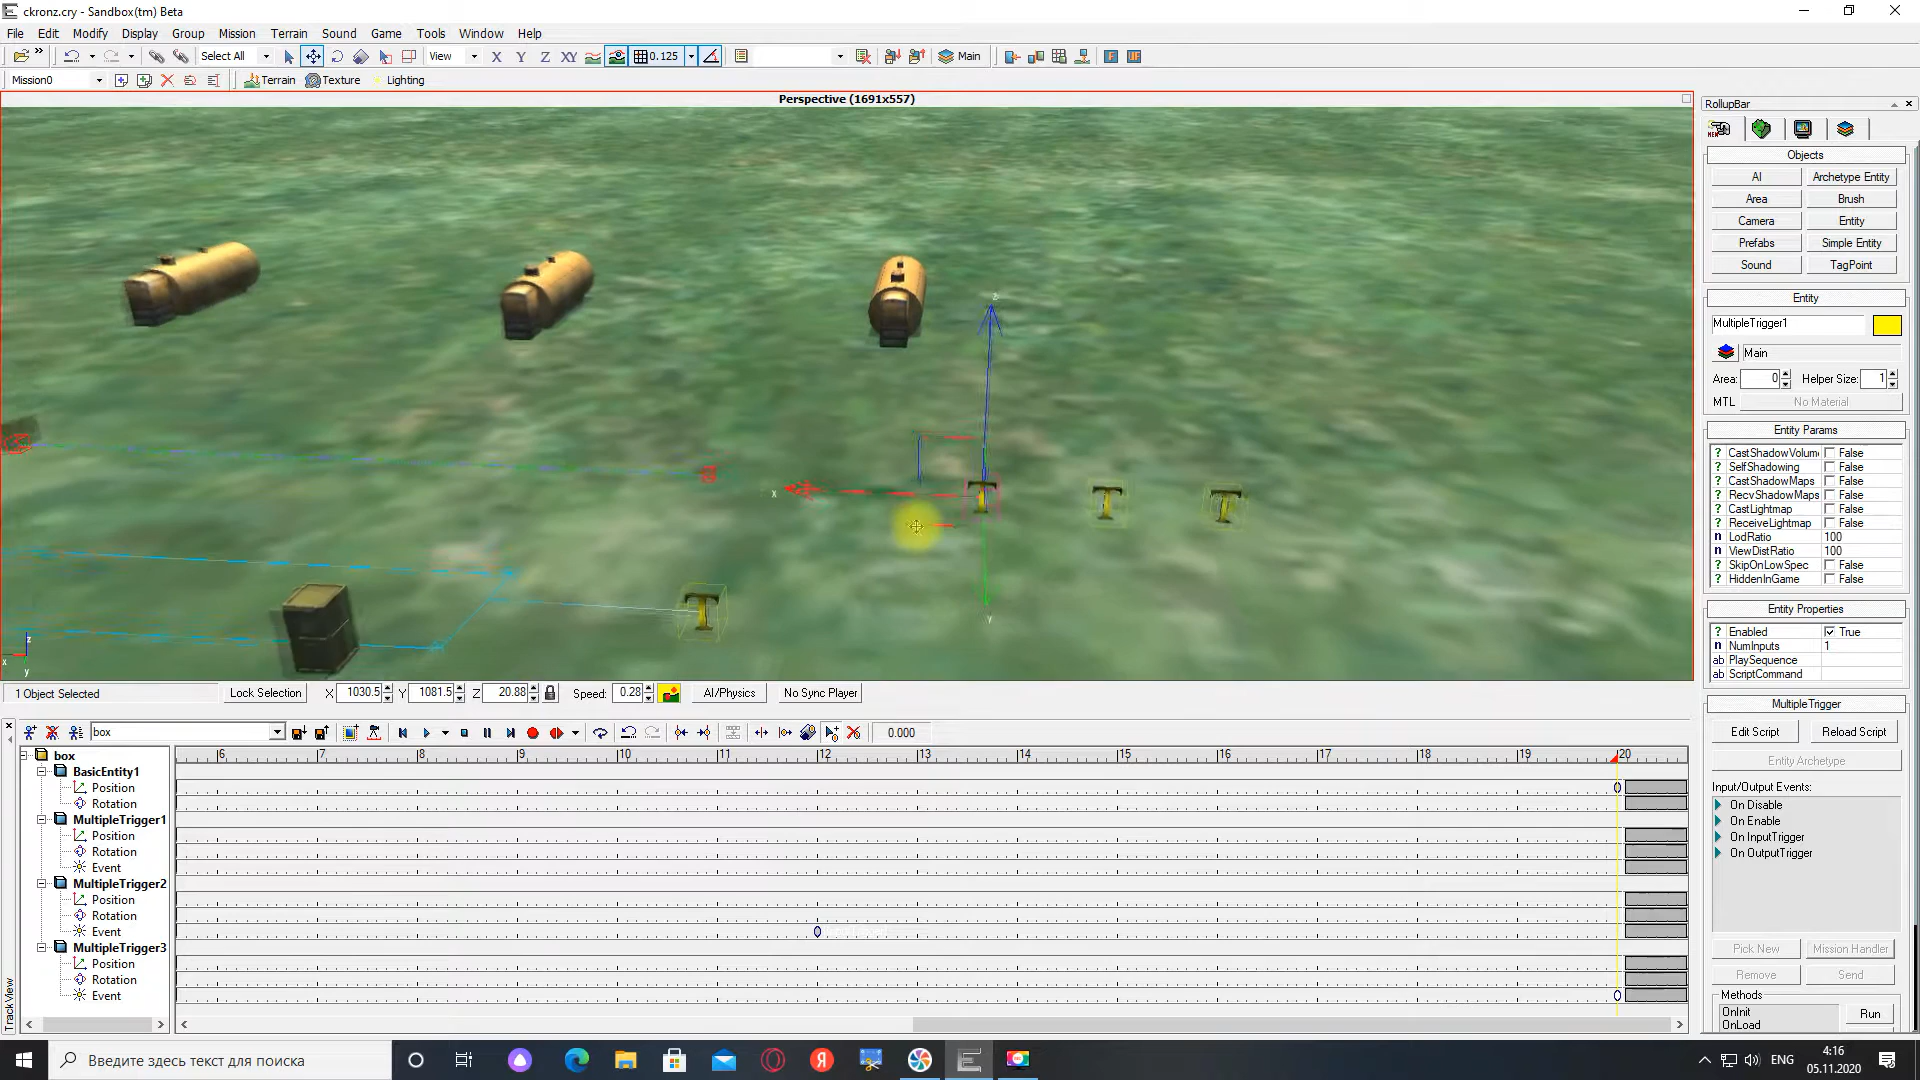 ckronz.cry - Sandbox(tm) Beta
File Edit Modify Display Group Mission Terrain Sound Game Tools Window Help
Select All View X Y Z XY 0.125 Main
Mission0 Terrain Texture Lighting
Perspective (1691x557)
RollupBar
Objects
AI Archetype Entity
Area Brush
Camera Entity
Prefabs Simple Entity
Sound TagPoint
Entity
MultipleTrigger1
Main
Area: 0 Helper Size: 1
MTL No Material
Entity Params
? CastShadowVolum False
? SelfShadowing False
? CastShadowMaps False
? RecvShadowMaps False
? CastLightmap False
? ReceiveLightmap False
n LodRatio 100
n ViewDistRatio 100
? SkipOnLowSpec False
? HiddenInGame False
Entity Properties
? Enabled True
n NumInputs 1
ab PlaySequence
ab ScriptCommand
MultipleTrigger
Edit Script Reload Script
Entity Archetype
Input/Output Events:
On Disable
On Enable
On InputTrigger
On OutputTrigger
Pick New Mission Handler
Remove Send
Methods
OnInit
OnLoad
Run
z
x
y
z
x
y
1 Object Selected Lock Selection X 1030.5 Y 1081.5 Z 20.88 Speed: 0.28 AI/Physics No Sync Player
box 0.000
6 7 8 9 10 11 12 13 14 15 16 17 18 19 20
box
BasicEntity1
Position
Rotation
MultipleTrigger1
Position
Rotation
Event
MultipleTrigger2
Position
Rotation
Event
MultipleTrigger3
Position
Rotation
Event
TrackView
Введите здесь текст для поиска
ENG
4:16
05.11.2020